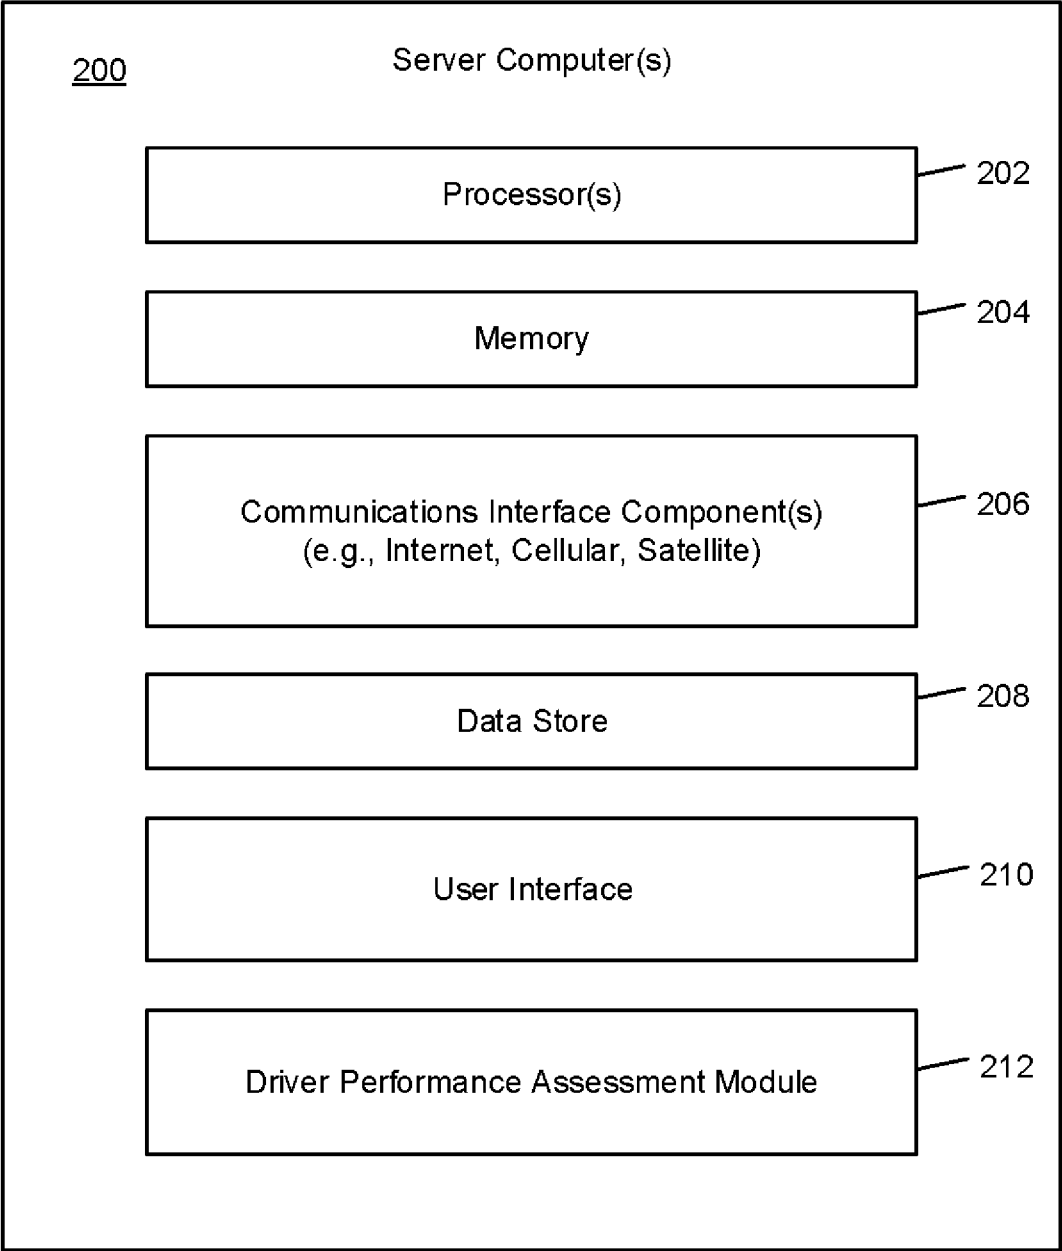 200
Server Computer(s)
Processor(s)
202
Memory
204
Communications Interface Component(s)
(e.g., Internet, Cellular, Satellite)
206
Data Store
208
User Interface
210
Driver Performance Assessment Module
212